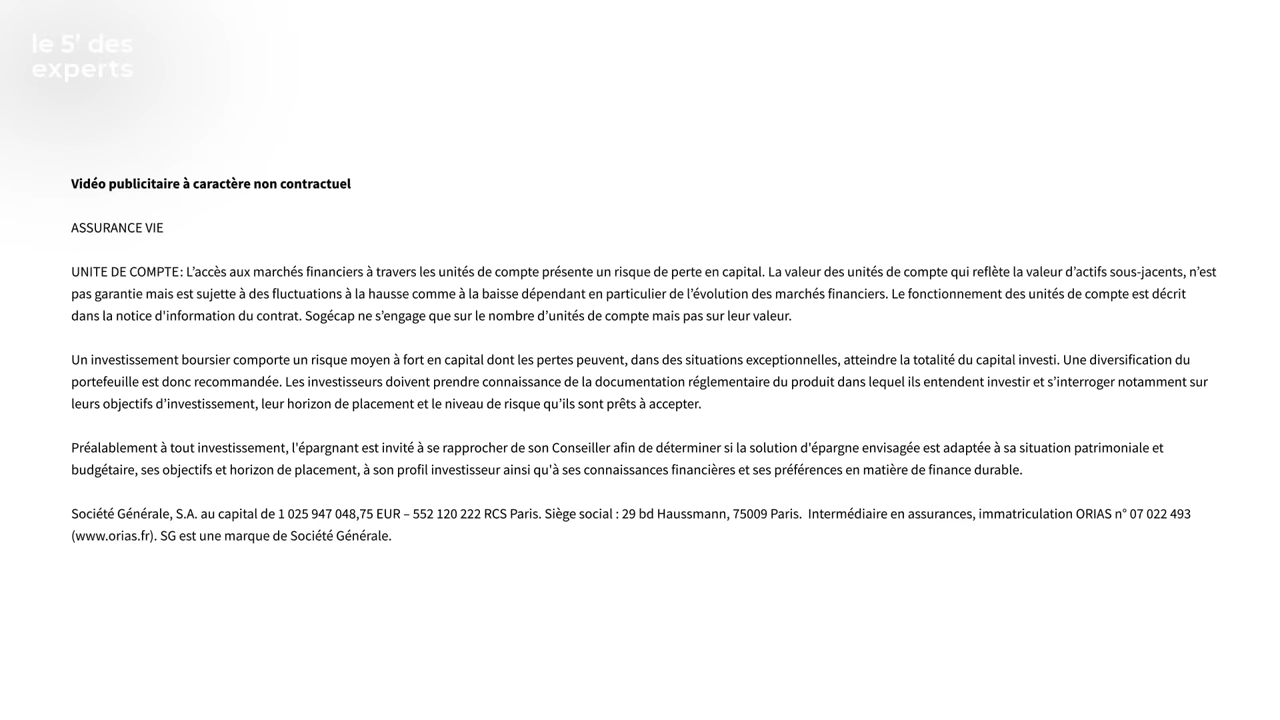 le 5' des
experts
Vidéo publicitaire à caractère non contractuel
ASSURANCE VIE
UNITE DE COMPTE : L’accès aux marchés financiers à travers les unités de compte présente un risque de perte en capital. La valeur des unités de compte qui reflète la valeur d’actifs sous-jacents, n’est
pas garantie mais est sujette à des fluctuations à la hausse comme à la baisse dépendant en particulier de l’évolution des marchés financiers. Le fonctionnement des unités de compte est décrit
dans la notice d'information du contrat. Sogécap ne s’engage que sur le nombre d’unités de compte mais pas sur leur valeur.
Un investissement boursier comporte un risque moyen à fort en capital dont les pertes peuvent, dans des situations exceptionnelles, atteindre la totalité du capital investi. Une diversification du
portefeuille est donc recommandée. Les investisseurs doivent prendre connaissance de la documentation réglementaire du produit dans lequel ils entendent investir et s’interroger notamment sur
leurs objectifs d’investissement, leur horizon de placement et le niveau de risque qu’ils sont prêts à accepter.
Préalablement à tout investissement, l'épargnant est invité à se rapprocher de son Conseiller afin de déterminer si la solution d'épargne envisagée est adaptée à sa situation patrimoniale et
budgétaire, ses objectifs et horizon de placement, à son profil investisseur ainsi qu'à ses connaissances financières et ses préférences en matière de finance durable.
Société Générale, S.A. au capital de 1 025 947 048,75 EUR – 552 120 222 RCS Paris. Siège social : 29 bd Haussmann, 75009 Paris.  Intermédiaire en assurances, immatriculation ORIAS n° 07 022 493
(www.orias.fr). SG est une marque de Société Générale.